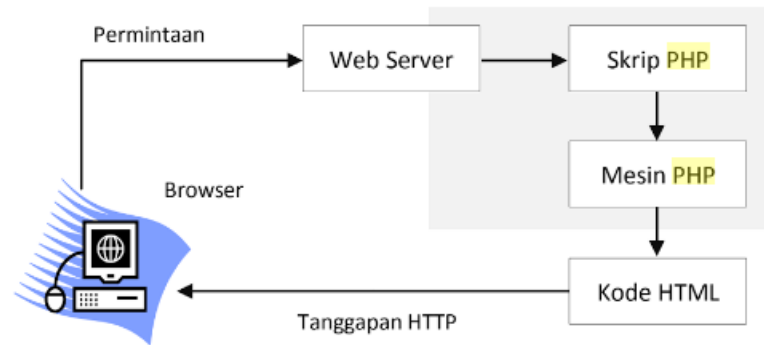 Permintaan
Web Server
Skrip PHP
Mesin PHP
Browser
Kode HTML
Tanggapan HTTP